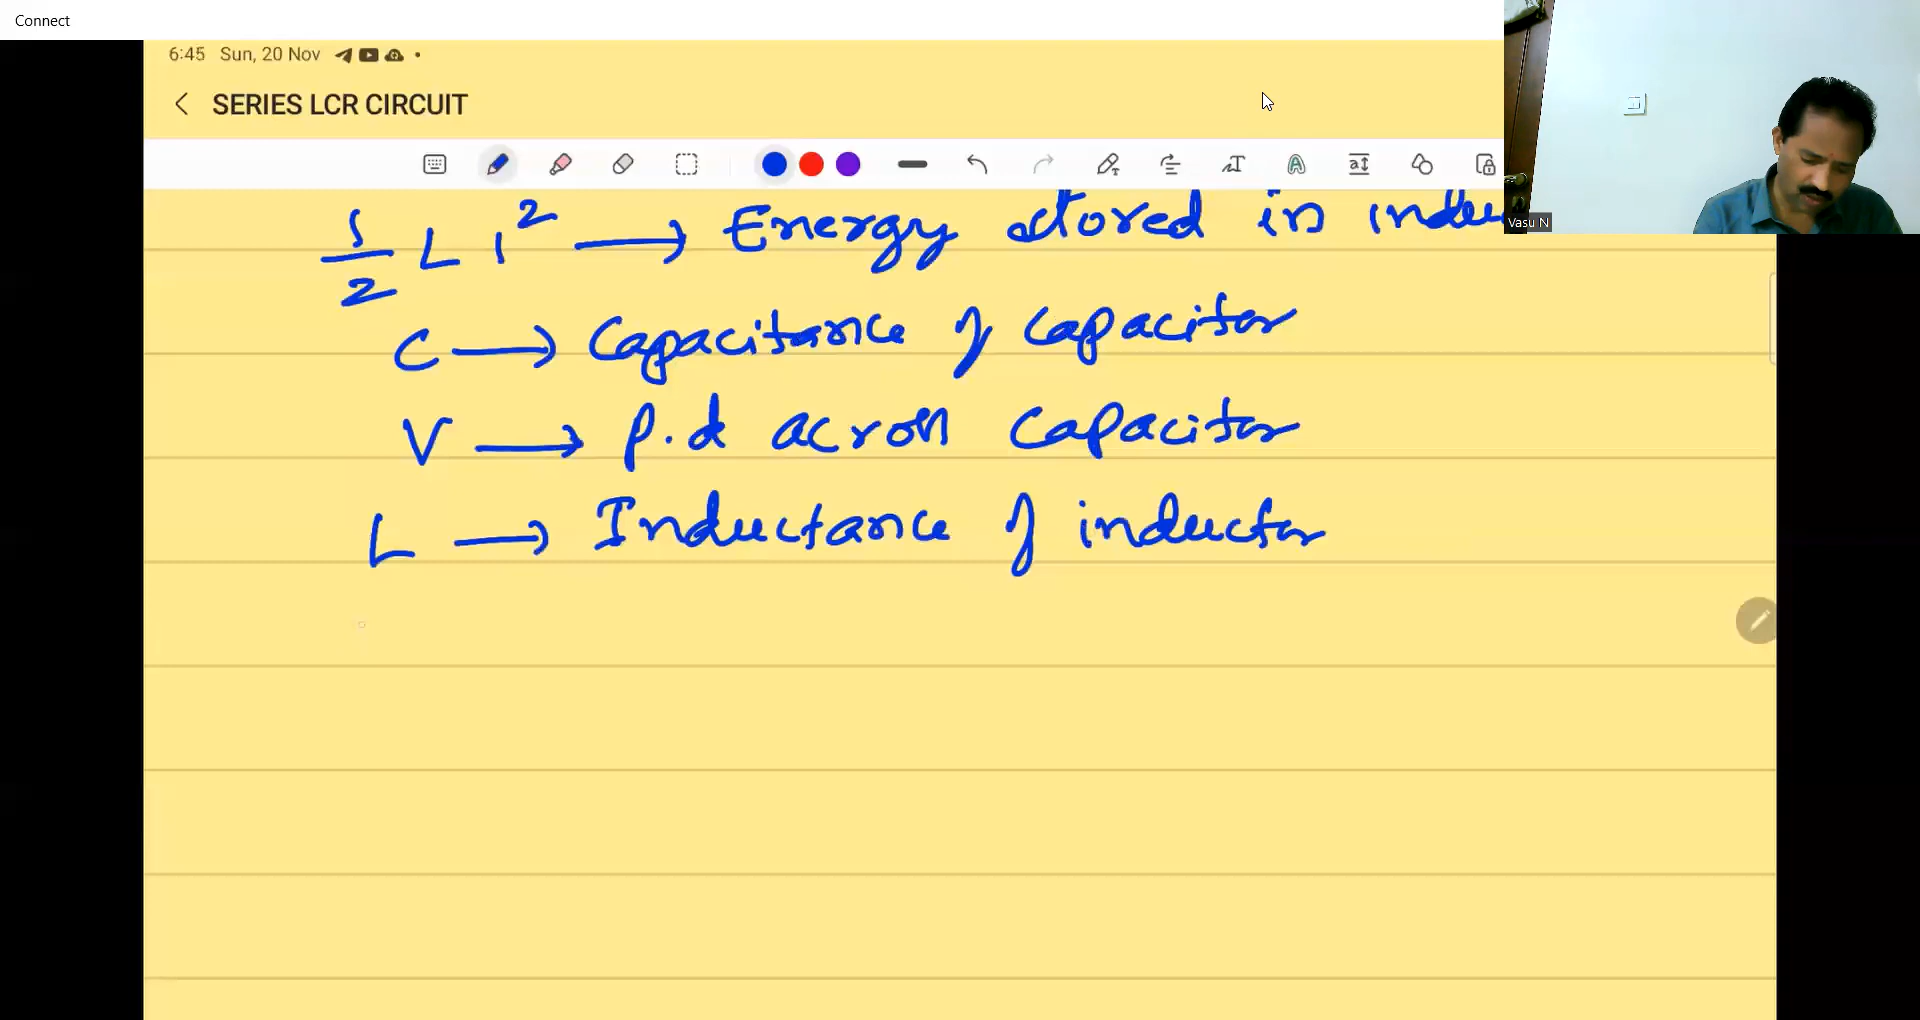 Connect
6:45 Sun, 20 Nov
SERIES LCR CIRCUIT
Vasu N
1/2 L i² → Energy stored in indu
C → Capacitance of capacitor
V → p.d across capacitor
L → Inductance of inductor